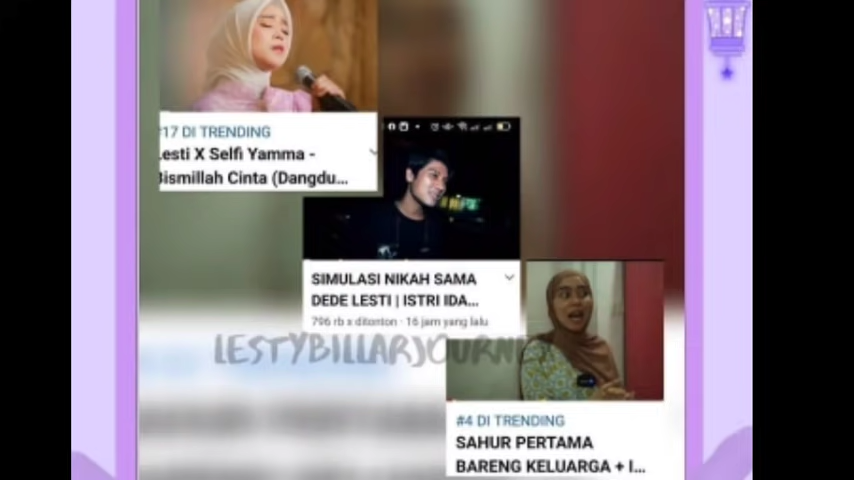 #17 DI TRENDING
Lesti X Selfi Yamma -
Bismillah Cinta (Dangdu...
SIMULASI NIKAH SAMA
DEDE LESTI | ISTRI IDA...
796 rb x ditonton · 16 jam yang lalu
LESTYBILLARJOURNEY
#4 DI TRENDING
SAHUR PERTAMA
BARENG KELUARGA + I...